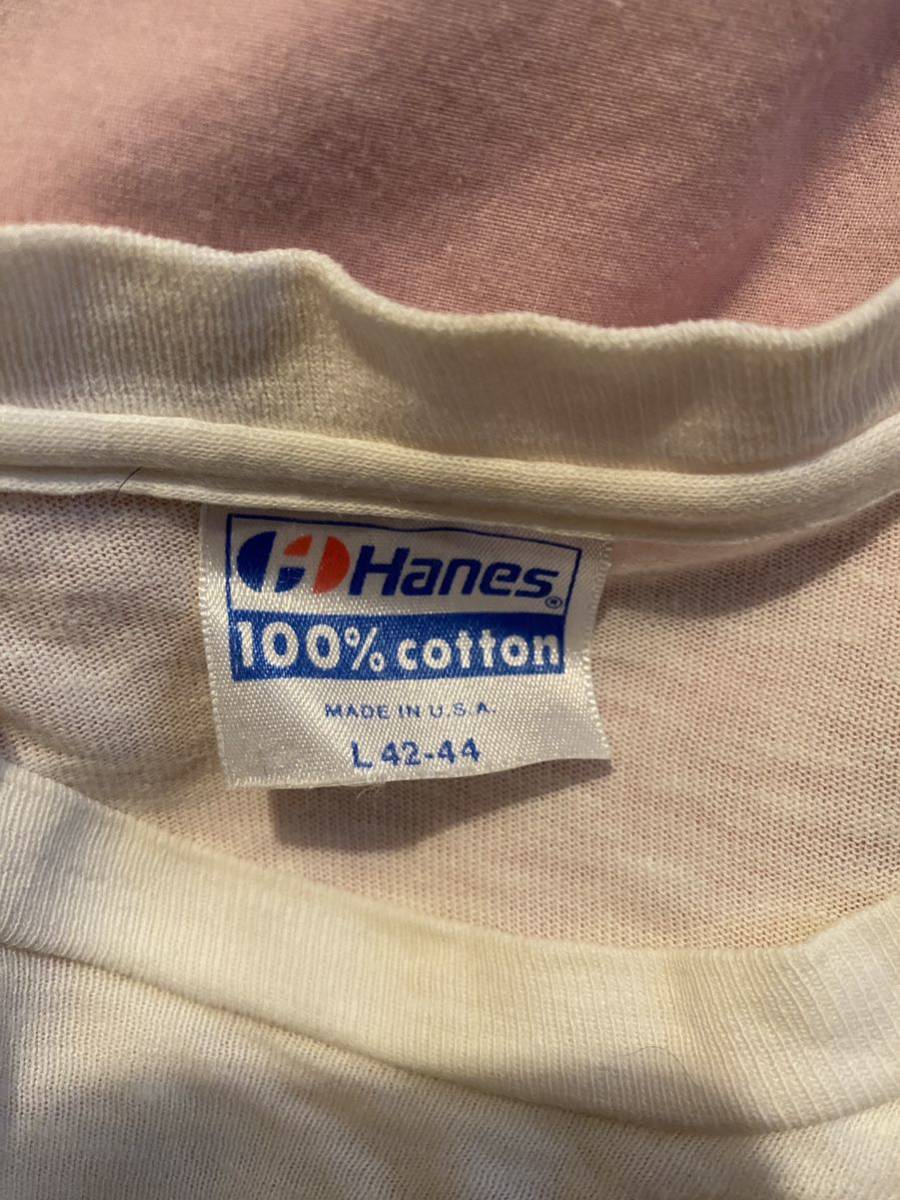 Hanes®
100% cotton
MADE IN U.S.A.
L 42-44